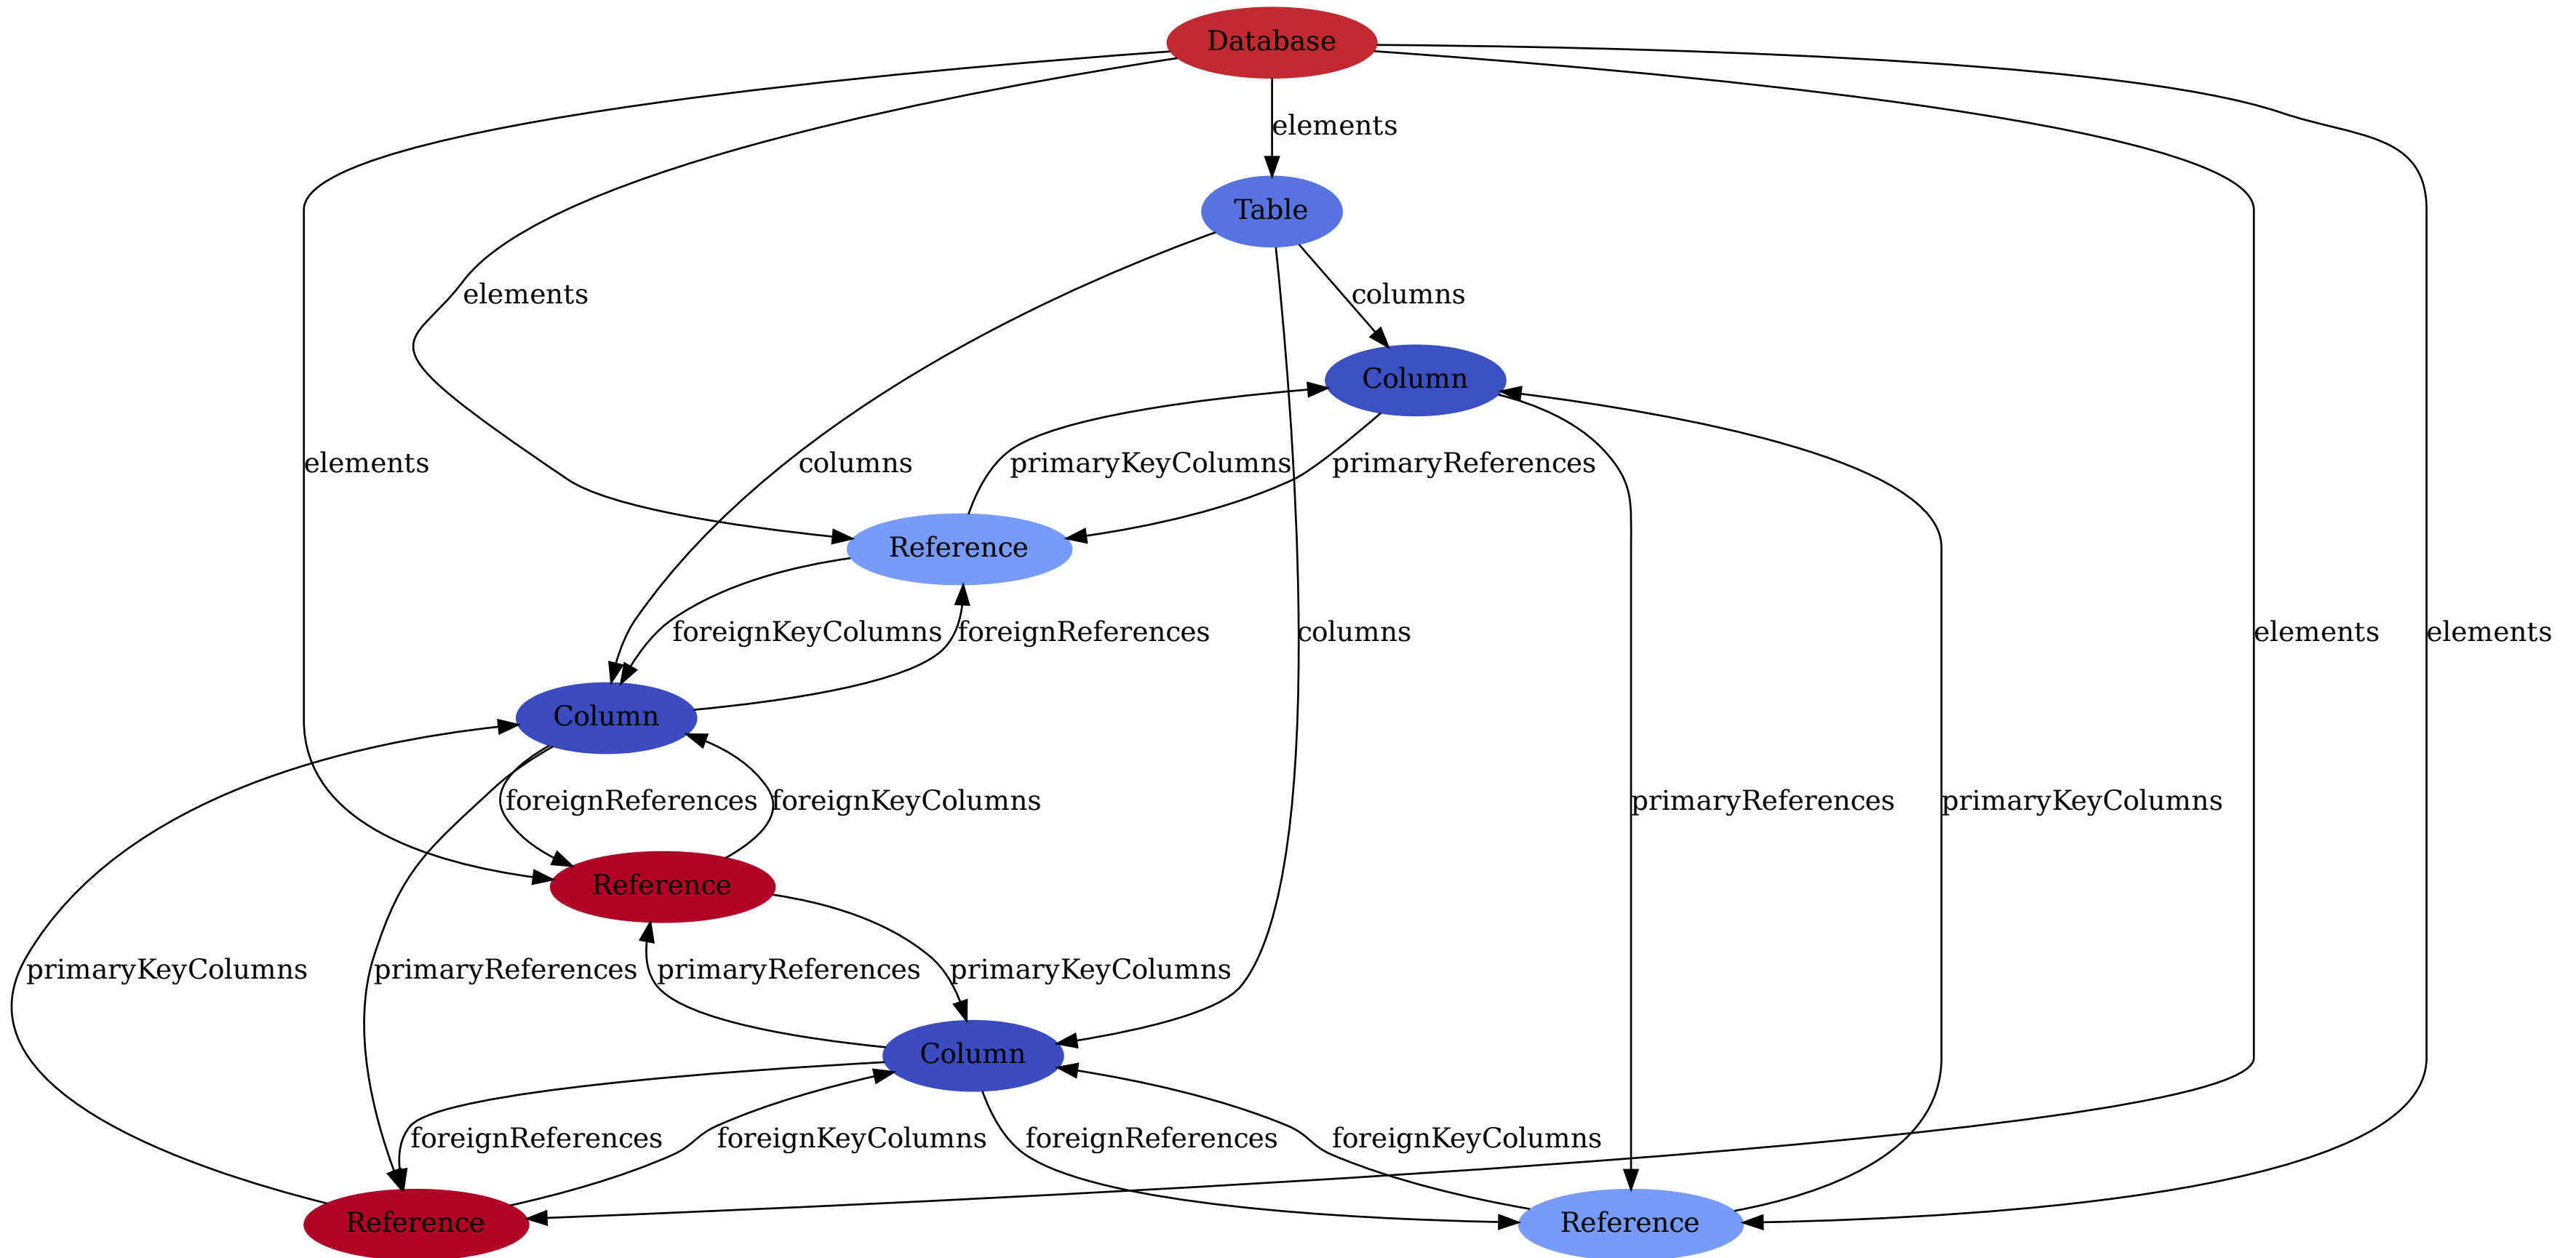 Database
elements
Table
elements
columns
Column
elements
columns
primaryKeyColumns
primaryReferences
Reference
foreignKeyColumns
foreignReferences
columns
elements
elements
Column
foreignReferences
foreignKeyColumns
primaryReferences
primaryKeyColumns
Reference
primaryKeyColumns
primaryReferences
primaryReferences
primaryKeyColumns
Column
foreignReferences
foreignKeyColumns
foreignReferences
foreignKeyColumns
Reference
Reference